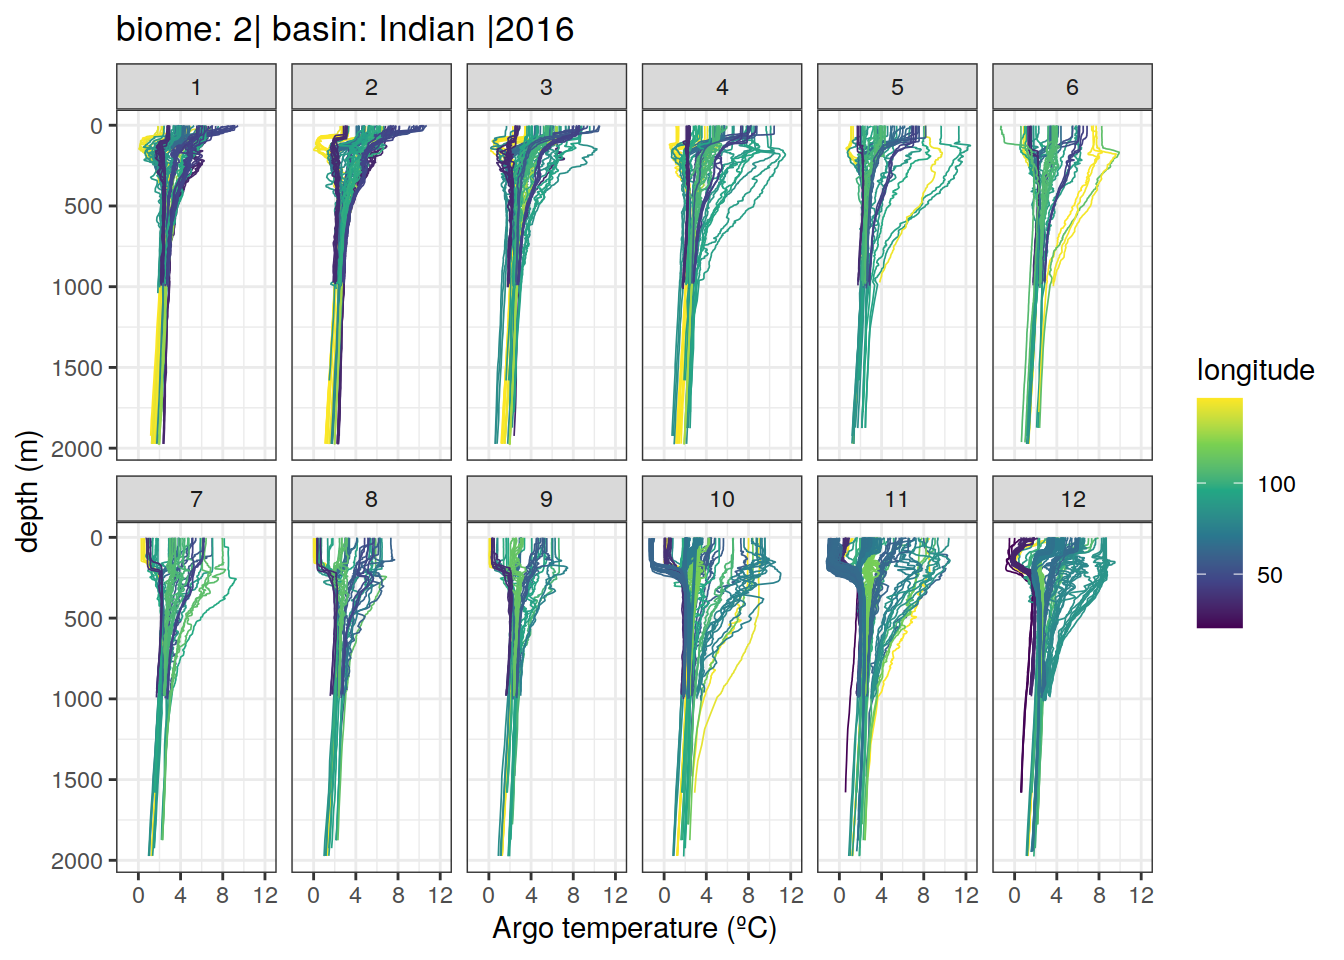 biome: 2| basin: Indian |2016
1 2 3 4 5 6
0
500
1000
1500
2000
7 8 9 10 11 12
0
500
1000
1500
2000
0 4 8 12 0 4 8 12 0 4 8 12 0 4 8 12 0 4 8 12 0 4 8 12
Argo temperature (ºC)
depth (m)
longitude
100
50